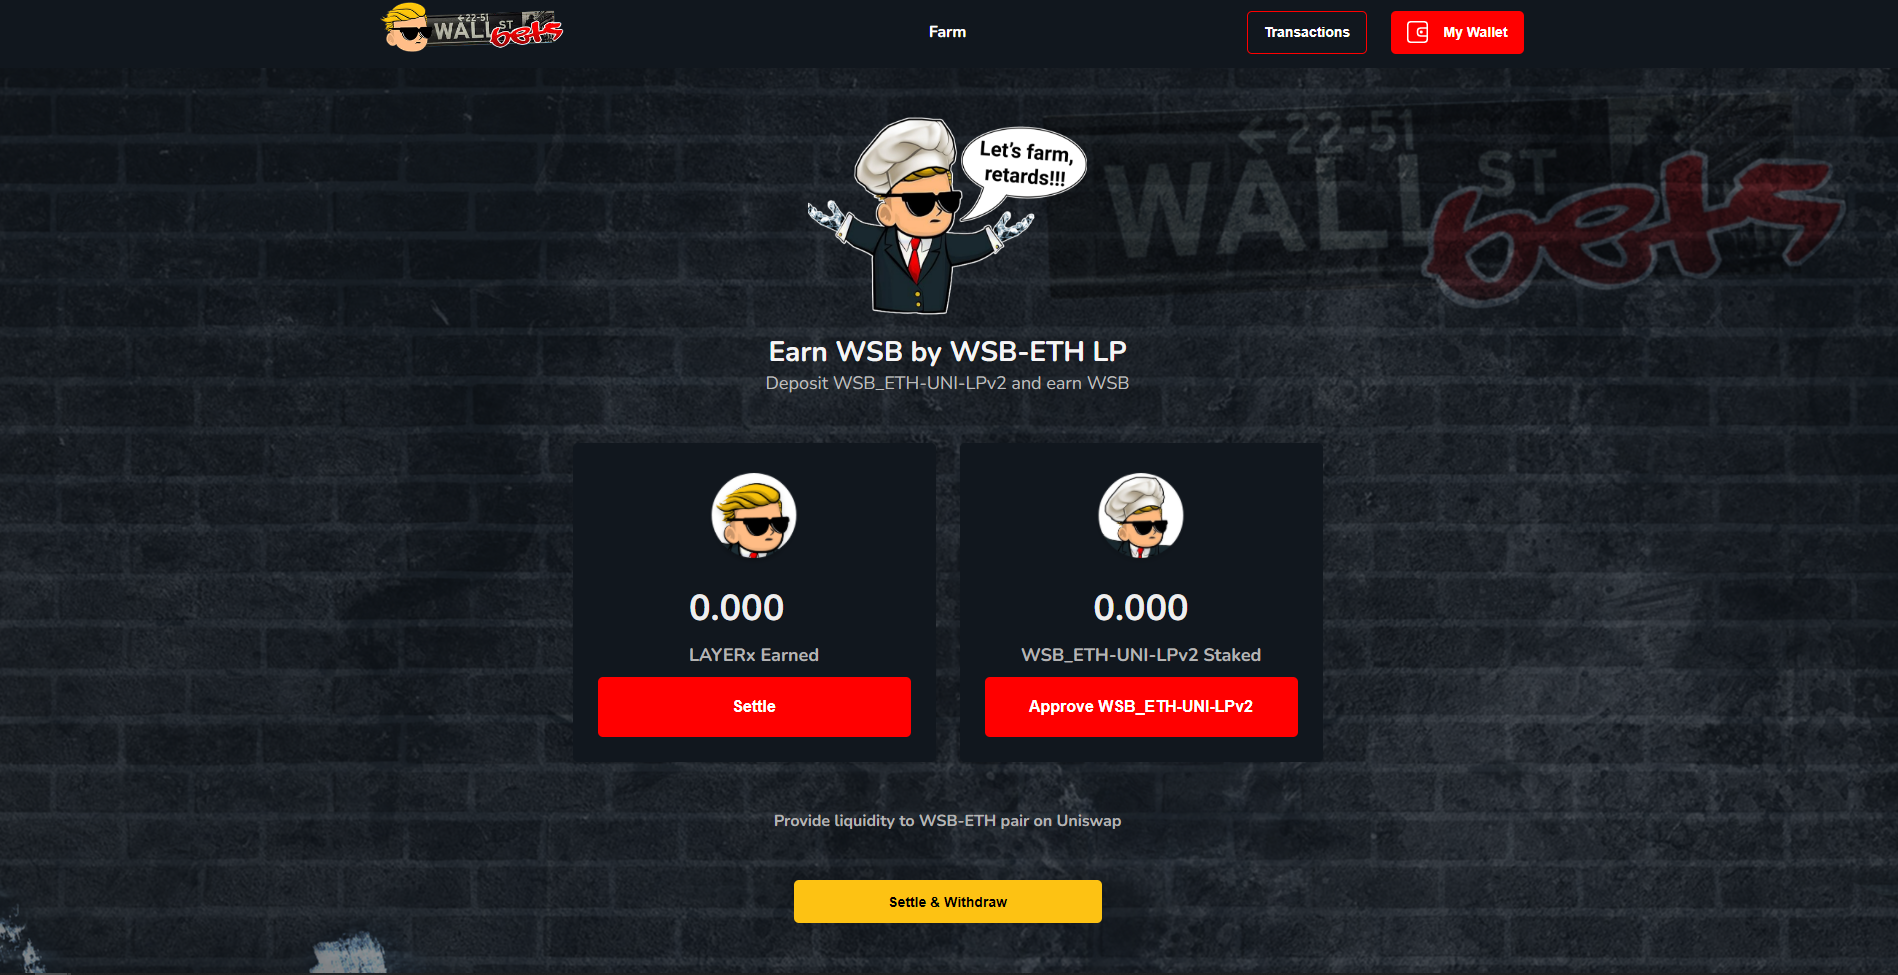 ←22-51
WALL ST
bets
Farm
Transactions
My Wallet
←22-51
WALL ST
bets
Let's farm,
retards!!!
Earn WSB by WSB-ETH LP
Deposit WSB_ETH-UNI-LPv2 and earn WSB
0.000
LAYERx Earned
Settle
0.000
WSB_ETH-UNI-LPv2 Staked
Approve WSB_ETH-UNI-LPv2
Provide liquidity to WSB-ETH pair on Uniswap
Settle & Withdraw